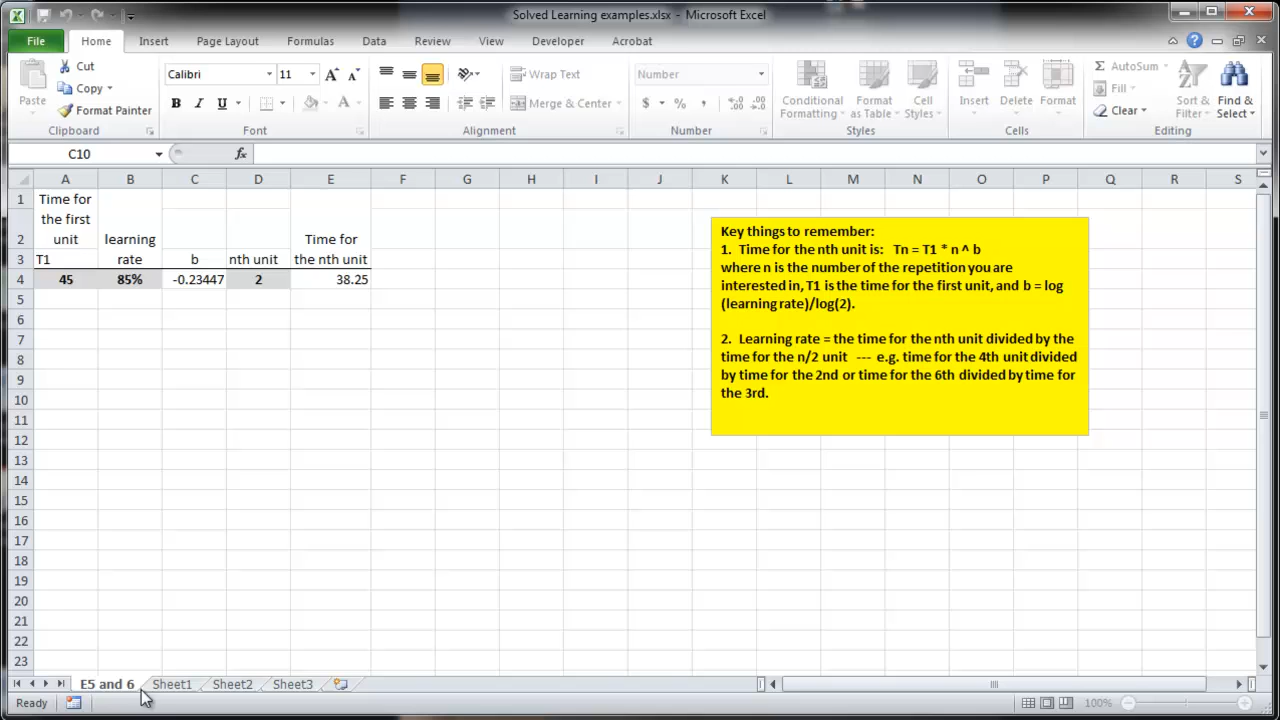 Solved Learning examples.xlsx - Microsoft Excel
File Home Insert Page Layout Formulas Data Review View Developer Acrobat
Paste
Cut
Copy
Format Painter
Clipboard
Calibri 11
B I U
Font
Wrap Text
Merge & Center
Alignment
Number
$ % ,
Number
Conditional
Formatting
Format
as Table
Cell
Styles
Styles
Insert Delete Format
Cells
AutoSum
Fill
Clear
Sort &
Filter
Find &
Select
Editing
C10 fx
A B C D E F G H I J K L M N O P Q R S
1 Time for
the first
2 unit learning Time for
3 T1 rate b nth unit the nth unit
4 45 85% -0.23447 2 38.25
5
6
7
8
9
10
11
12
13
14
15
16
17
18
19
20
21
22
23
Key things to remember:
1. Time for the nth unit is: Tn = T1 * n ^ b
where n is the number of the repetition you are
interested in, T1 is the time for the first unit, and b = log
(learning rate)/log(2).
2. Learning rate = the time for the nth unit divided by the
time for the n/2 unit --- e.g. time for the 4th unit divided
by time for the 2nd or time for the 6th divided by time for
the 3rd.
E5 and 6 Sheet1 Sheet2 Sheet3
Ready 100%